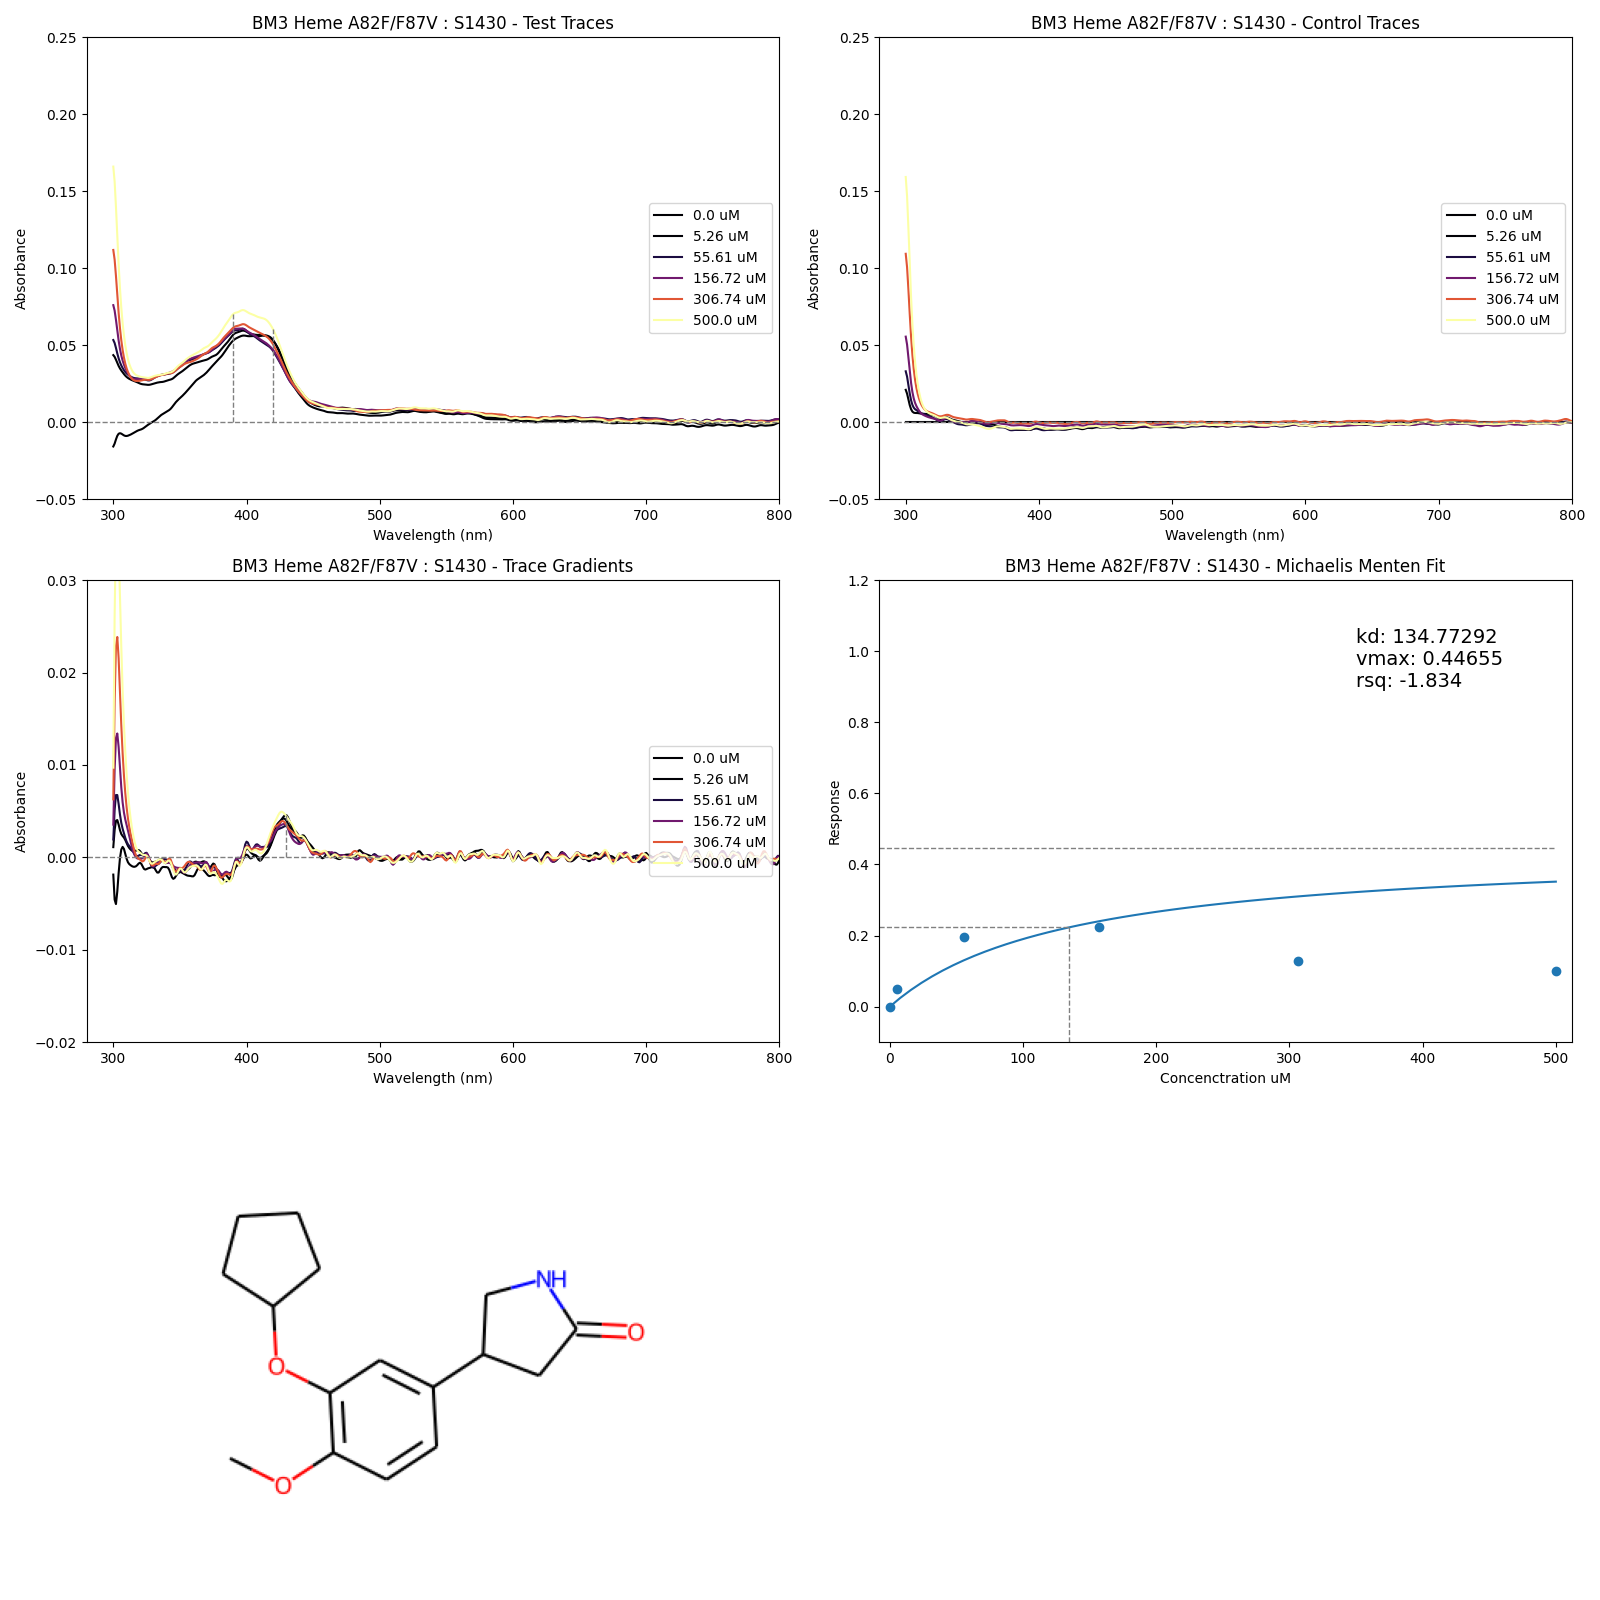 BM3 Heme A82F/F87V : S1430 - Test Traces
0.25
0.20
0.15
0.10
0.05
0.00
−0.05
Absorbance
300
400
500
600
700
800
Wavelength (nm)
0.0 uM
5.26 uM
55.61 uM
156.72 uM
306.74 uM
500.0 uM
BM3 Heme A82F/F87V : S1430 - Control Traces
0.25
0.20
0.15
0.10
0.05
0.00
−0.05
Absorbance
300
400
500
600
700
800
Wavelength (nm)
0.0 uM
5.26 uM
55.61 uM
156.72 uM
306.74 uM
500.0 uM
BM3 Heme A82F/F87V : S1430 - Trace Gradients
0.03
0.02
0.01
0.00
−0.01
−0.02
Absorbance
300
400
500
600
700
800
Wavelength (nm)
0.0 uM
5.26 uM
55.61 uM
156.72 uM
306.74 uM
500.0 uM
BM3 Heme A82F/F87V : S1430 - Michaelis Menten Fit
1.2
1.0
0.8
0.6
0.4
0.2
0.0
Response
kd: 134.77292
vmax: 0.44655
rsq: -1.834
0
100
200
300
400
500
Concenctration uM
NH
O
O
O